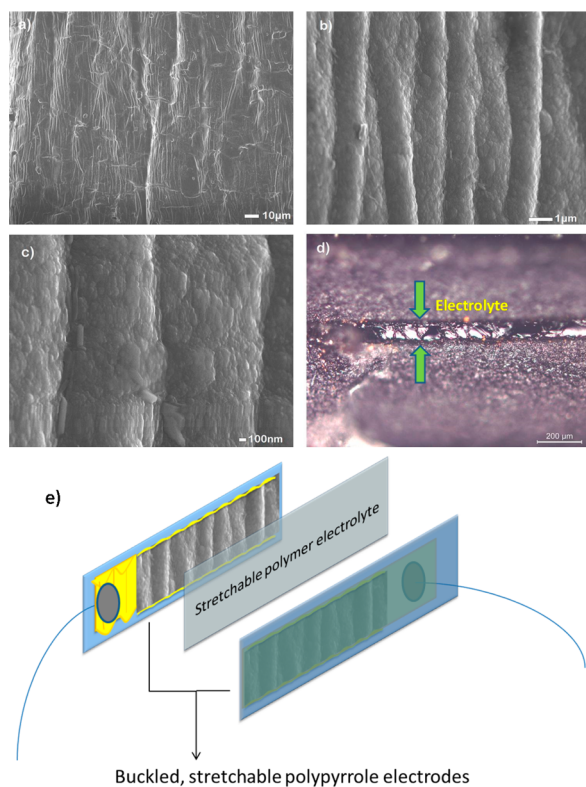 a)
10µm
b)
1µm
c)
100nm
d)
Electrolyte
200 µm
e)
Stretchable polymer electrolyte
Buckled, stretchable polypyrrole electrodes